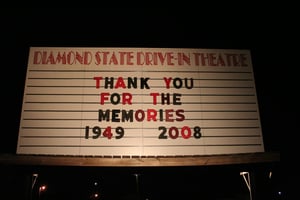 DIAMOND STATE DRIVE-IN THEATRE
THANK YOU
FOR THE
MEMORIES
1949 2008